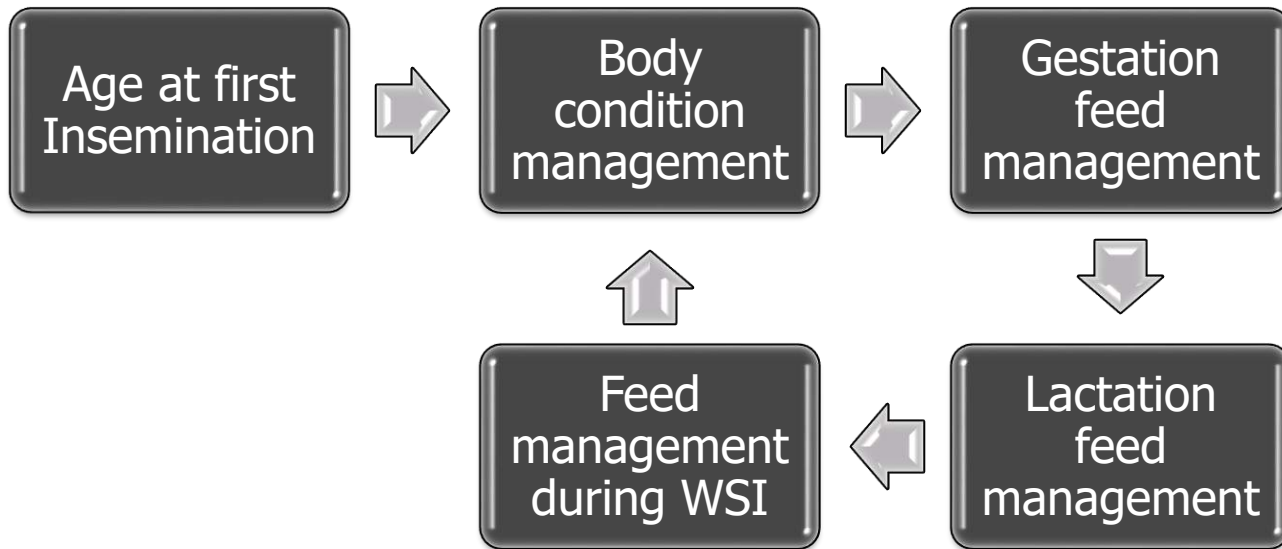 Age at first
Insemination
Body
condition
management
Gestation
feed
management
Feed
management
during WSI
Lactation
feed
management